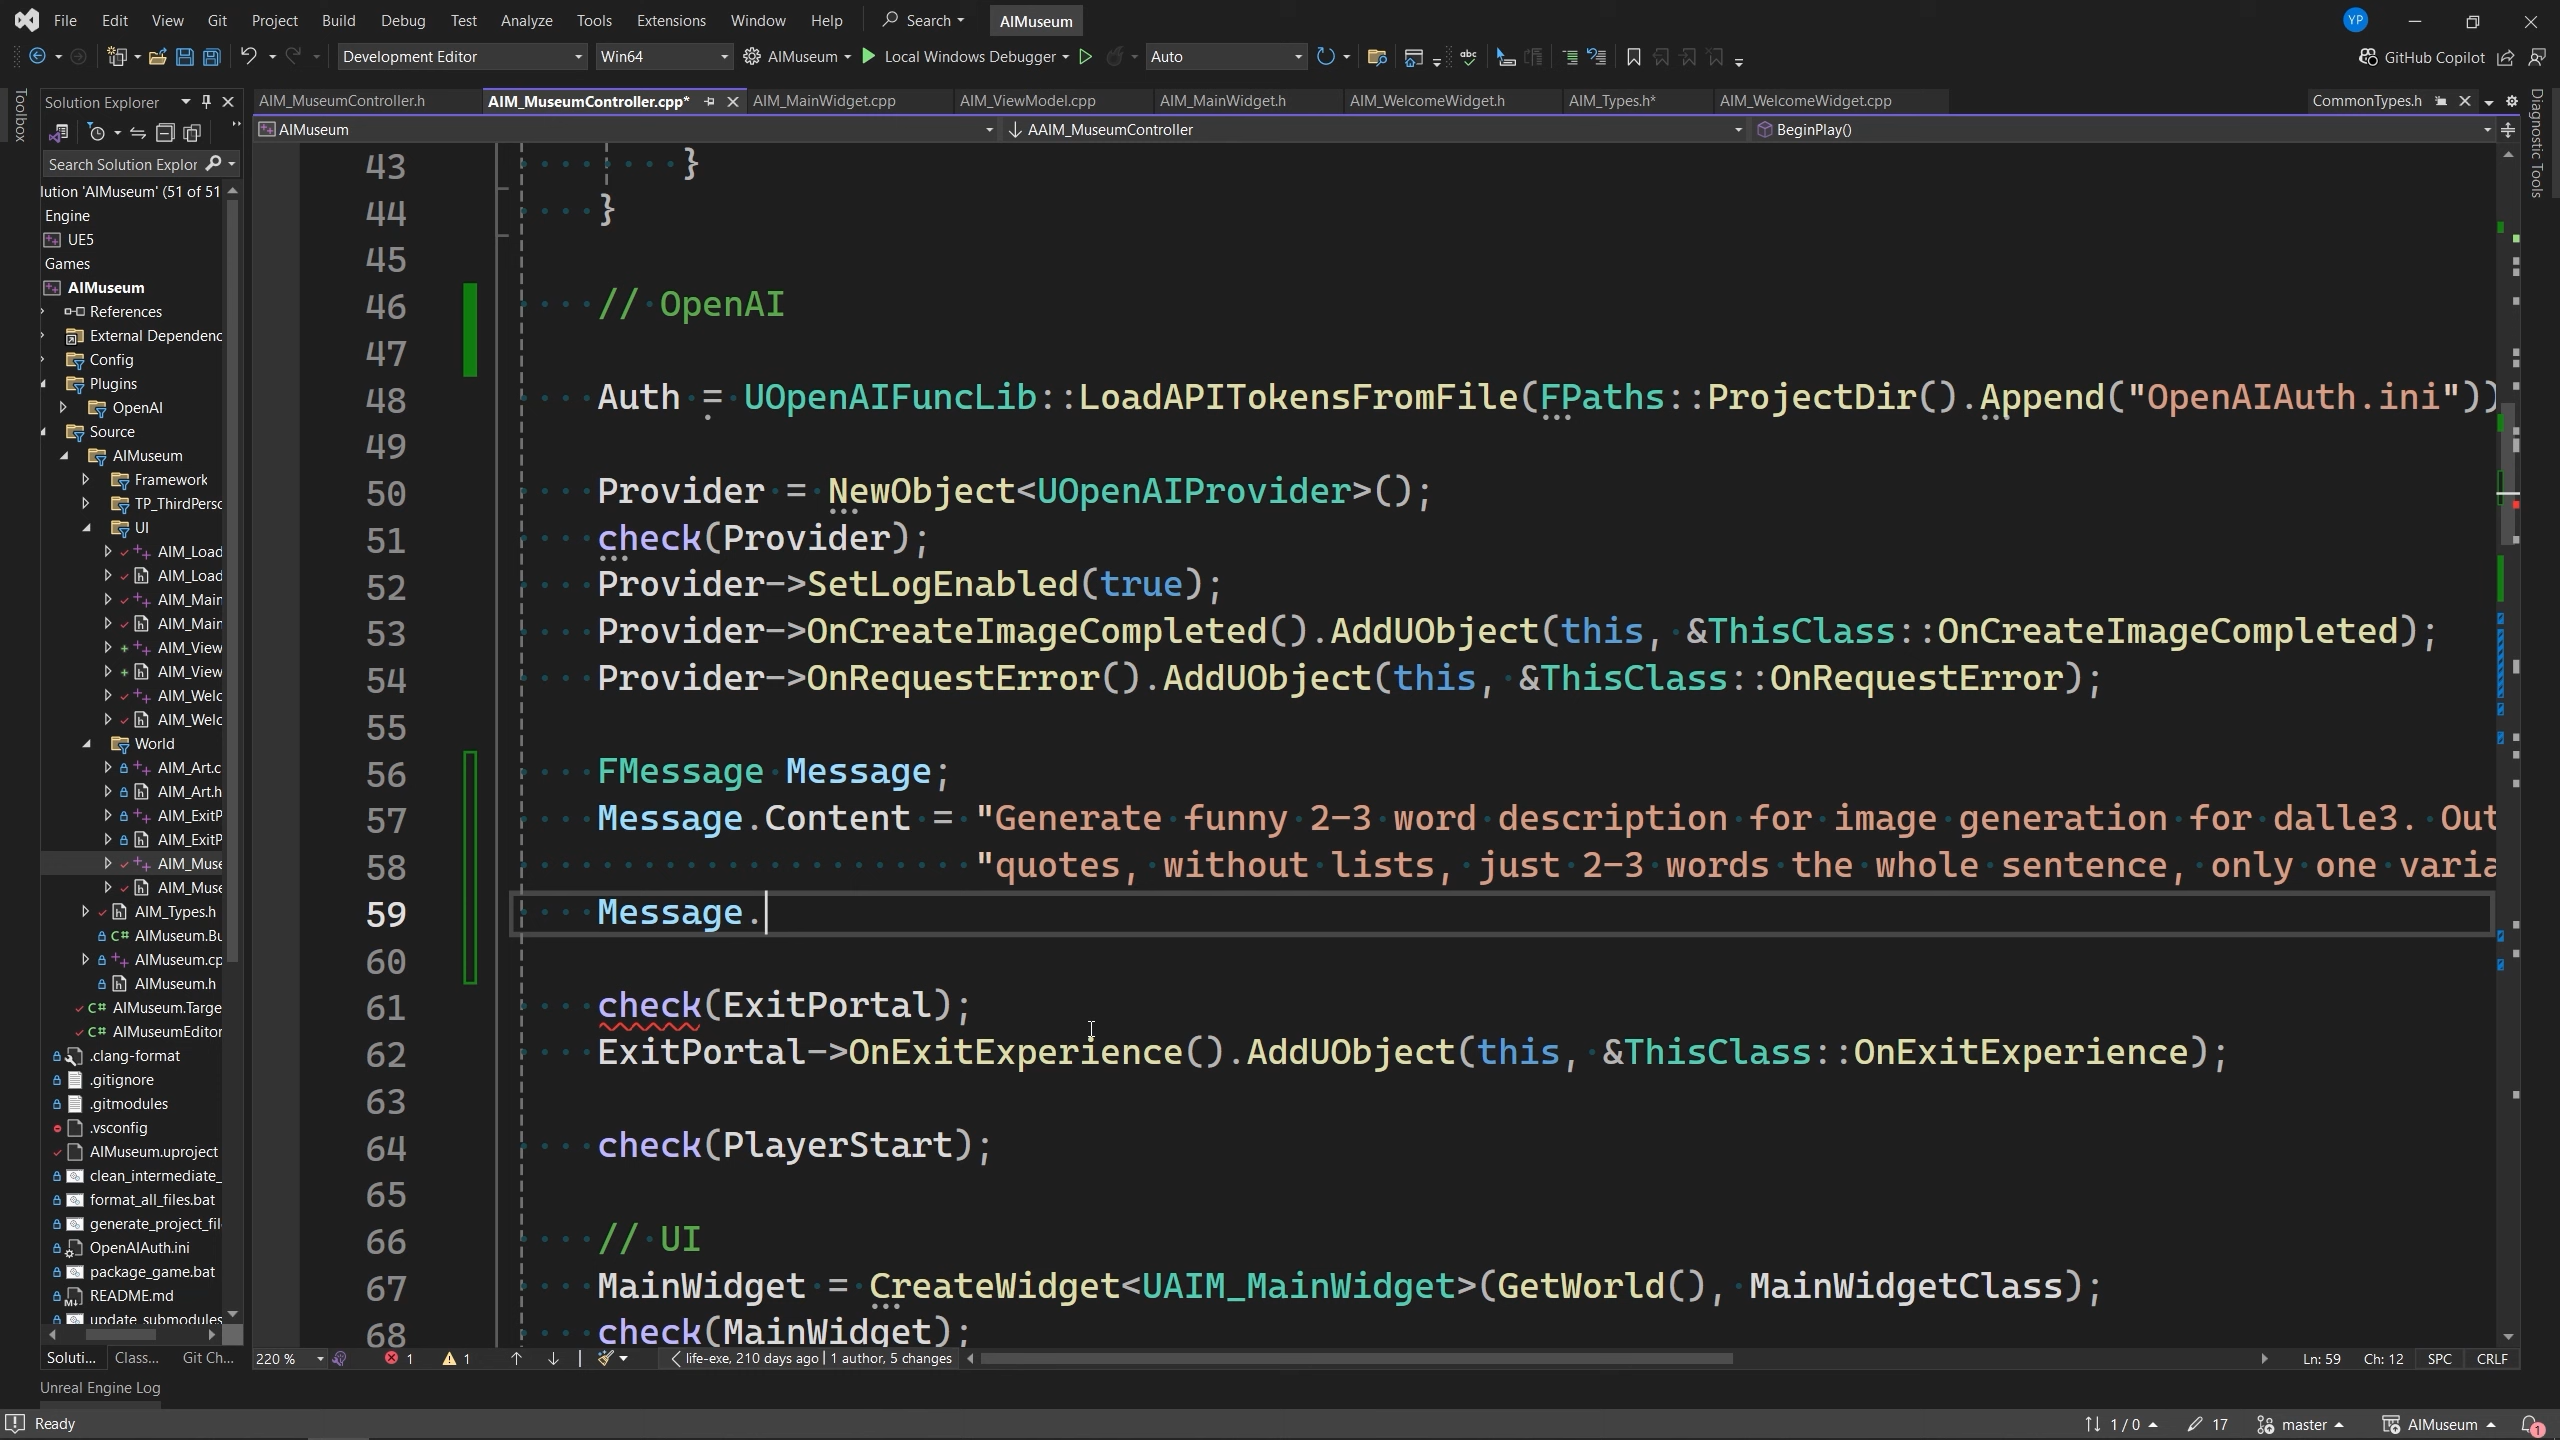 File Edit View Git Project Build Debug Test Analyze Tools Extensions Window Help Search AIMuseum YP
Development Editor Win64 AIMuseum Local Windows Debugger Auto GitHub Copilot
Toolbox
Solution Explorer
Search Solution Explor
lution 'AIMuseum' (51 of 51
Engine
UE5
Games
AIMuseum
References
External Dependenc
Config
Plugins
OpenAI
Source
AIMuseum
Framework
TP_ThirdPersc
UI
AIM_Load
AIM_Load
AIM_Main
AIM_Main
AIM_View
AIM_View
AIM_Welc
AIM_Welc
World
AIM_Art.c
AIM_Art.h
AIM_ExitP
AIM_ExitP
AIM_Muse
AIM_Muse
AIM_Types.h
AIMuseum.Bu
AIMuseum.cp
AIMuseum.h
AIMuseum.Targe
AIMuseumEditor
.clang-format
.gitignore
.gitmodules
.vsconfig
AIMuseum.uproject
clean_intermediate_
format_all_files.bat
generate_project_fil
OpenAIAuth.ini
package_game.bat
README.md
update_submodules
Soluti... Class... Git Ch...
AIM_MuseumController.h AIM_MuseumController.cpp* AIM_MainWidget.cpp AIM_ViewModel.cpp AIM_MainWidget.h AIM_WelcomeWidget.h AIM_Types.h* AIM_WelcomeWidget.cpp CommonTypes.h
AIMuseum AAIM_MuseumController BeginPlay()
43 }
44 }
45
46 // OpenAI
47
48 Auth = UOpenAIFuncLib::LoadAPITokensFromFile(FPaths::ProjectDir().Append("OpenAIAuth.ini"))
49
50 Provider = NewObject<UOpenAIProvider>();
51 check(Provider);
52 Provider->SetLogEnabled(true);
53 Provider->OnCreateImageCompleted().AddUObject(this, &ThisClass::OnCreateImageCompleted);
54 Provider->OnRequestError().AddUObject(this, &ThisClass::OnRequestError);
55
56 FMessage Message;
57 Message.Content = "Generate funny 2-3 word description for image generation for dalle3. Out
58 "quotes, without lists, just 2-3 words the whole sentence, only one varia
59 Message.
60
61 check(ExitPortal);
62 ExitPortal->OnExitExperience().AddUObject(this, &ThisClass::OnExitExperience);
63
64 check(PlayerStart);
65
66 // UI
67 MainWidget = CreateWidget<UAIM_MainWidget>(GetWorld(), MainWidgetClass);
68 check(MainWidget);
Diagnostic Tools
220 % 1 1 life-exe, 210 days ago | 1 author, 5 changes Ln: 59 Ch: 12 SPC CRLF
Unreal Engine Log
Ready 1 / 0 17 master AIMuseum 1